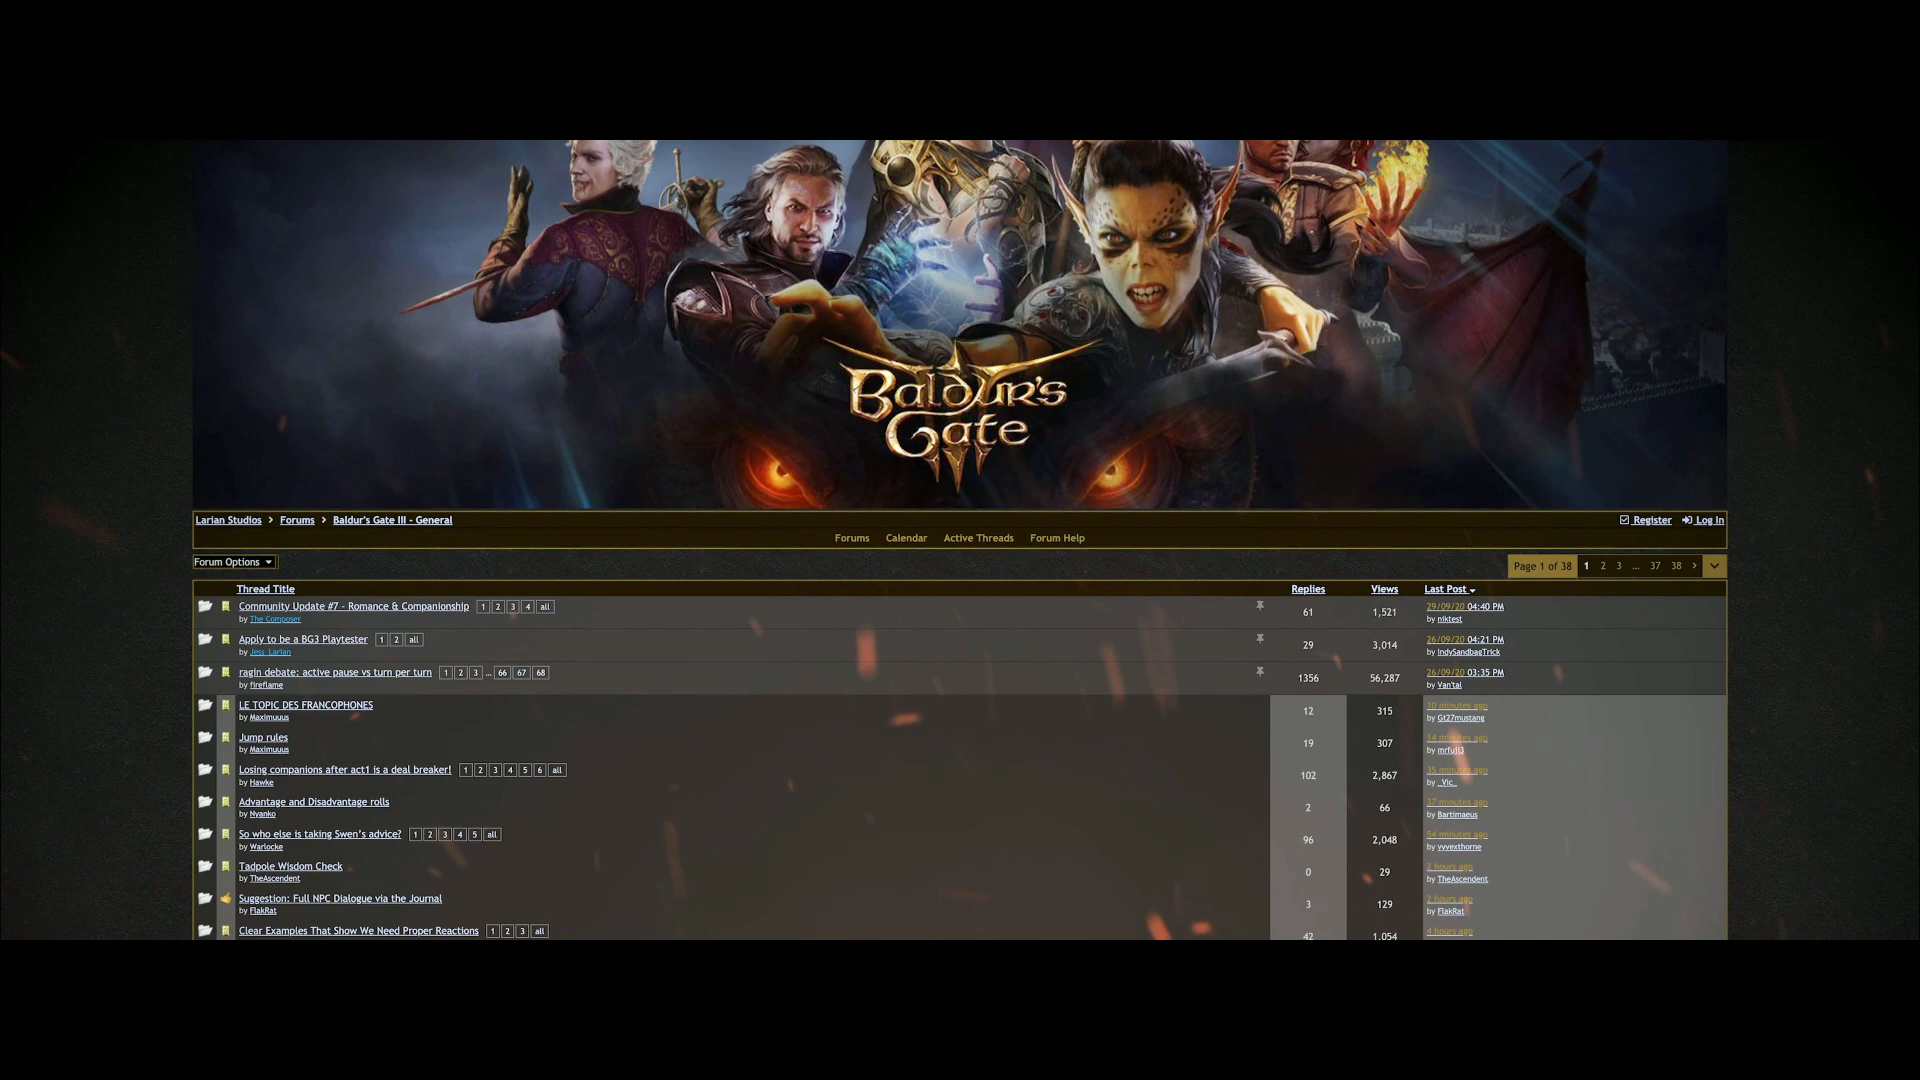 BALDUR'S
GATE
III
Larian Studios > Forums > Baldur's Gate III - General Register Log In
Forums Calendar Active Threads Forum Help
Forum Options Page 1 of 38 1 2 3 ... 37 38 >
Thread Title Replies Views Last Post
Community Update #7 - Romance & Companionship 1 2 3 4 all 61 1,521 29/09/20 04:40 PM
by The Composer by niktest
Apply to be a BG3 Playtester 1 2 all 29 3,014 26/09/20 04:21 PM
by Jess_Larian by IndySandbagTrick
ragin debate: active pause vs turn per turn 1 2 3 ... 66 67 68 1356 56,287 26/09/20 03:35 PM
by fireflame by Van'tal
LE TOPIC DES FRANCOPHONES 12 315 10 minutes ago
by Maximuuus by Gt27mustang
Jump rules 19 307 14 minutes ago
by Maximuuus by mrfuji3
Losing companions after act1 is a deal breaker! 1 2 3 4 5 6 all 102 2,867 35 minutes ago
by Hawke by _Vic_
Advantage and Disadvantage rolls 2 66 37 minutes ago
by Nyanko by Bartimaeus
So who else is taking Swen's advice? 1 2 3 4 5 all 96 2,048 54 minutes ago
by Warlocke by vyvexthorne
Tadpole Wisdom Check 0 29 2 hours ago
by TheAscendent by TheAscendent
Suggestion: Full NPC Dialogue via the Journal 3 129 2 hours ago
by FlakRat by FlakRat
Clear Examples That Show We Need Proper Reactions 1 2 3 all 42 1,054 4 hours ago